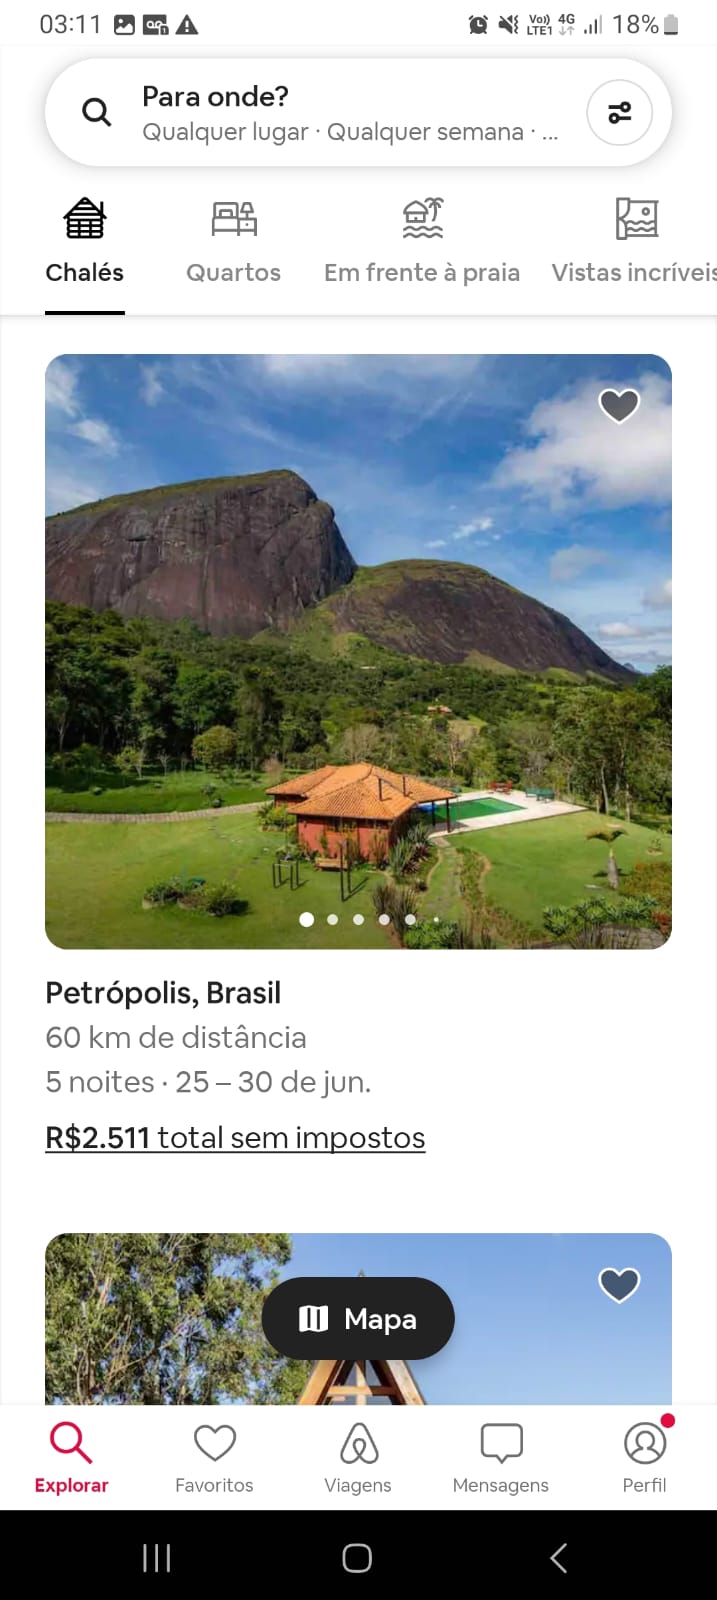 03:11
Vo)) 4G
LTE1
18%
Para onde?
Qualquer lugar · Qualquer semana · ...
Chalés
Quartos
Em frente à praia
Vistas incríveis
Petrópolis, Brasil
60 km de distância
5 noites · 25 – 30 de jun.
R$2.511 total sem impostos
Mapa
Explorar
Favoritos
Viagens
Mensagens
Perfil